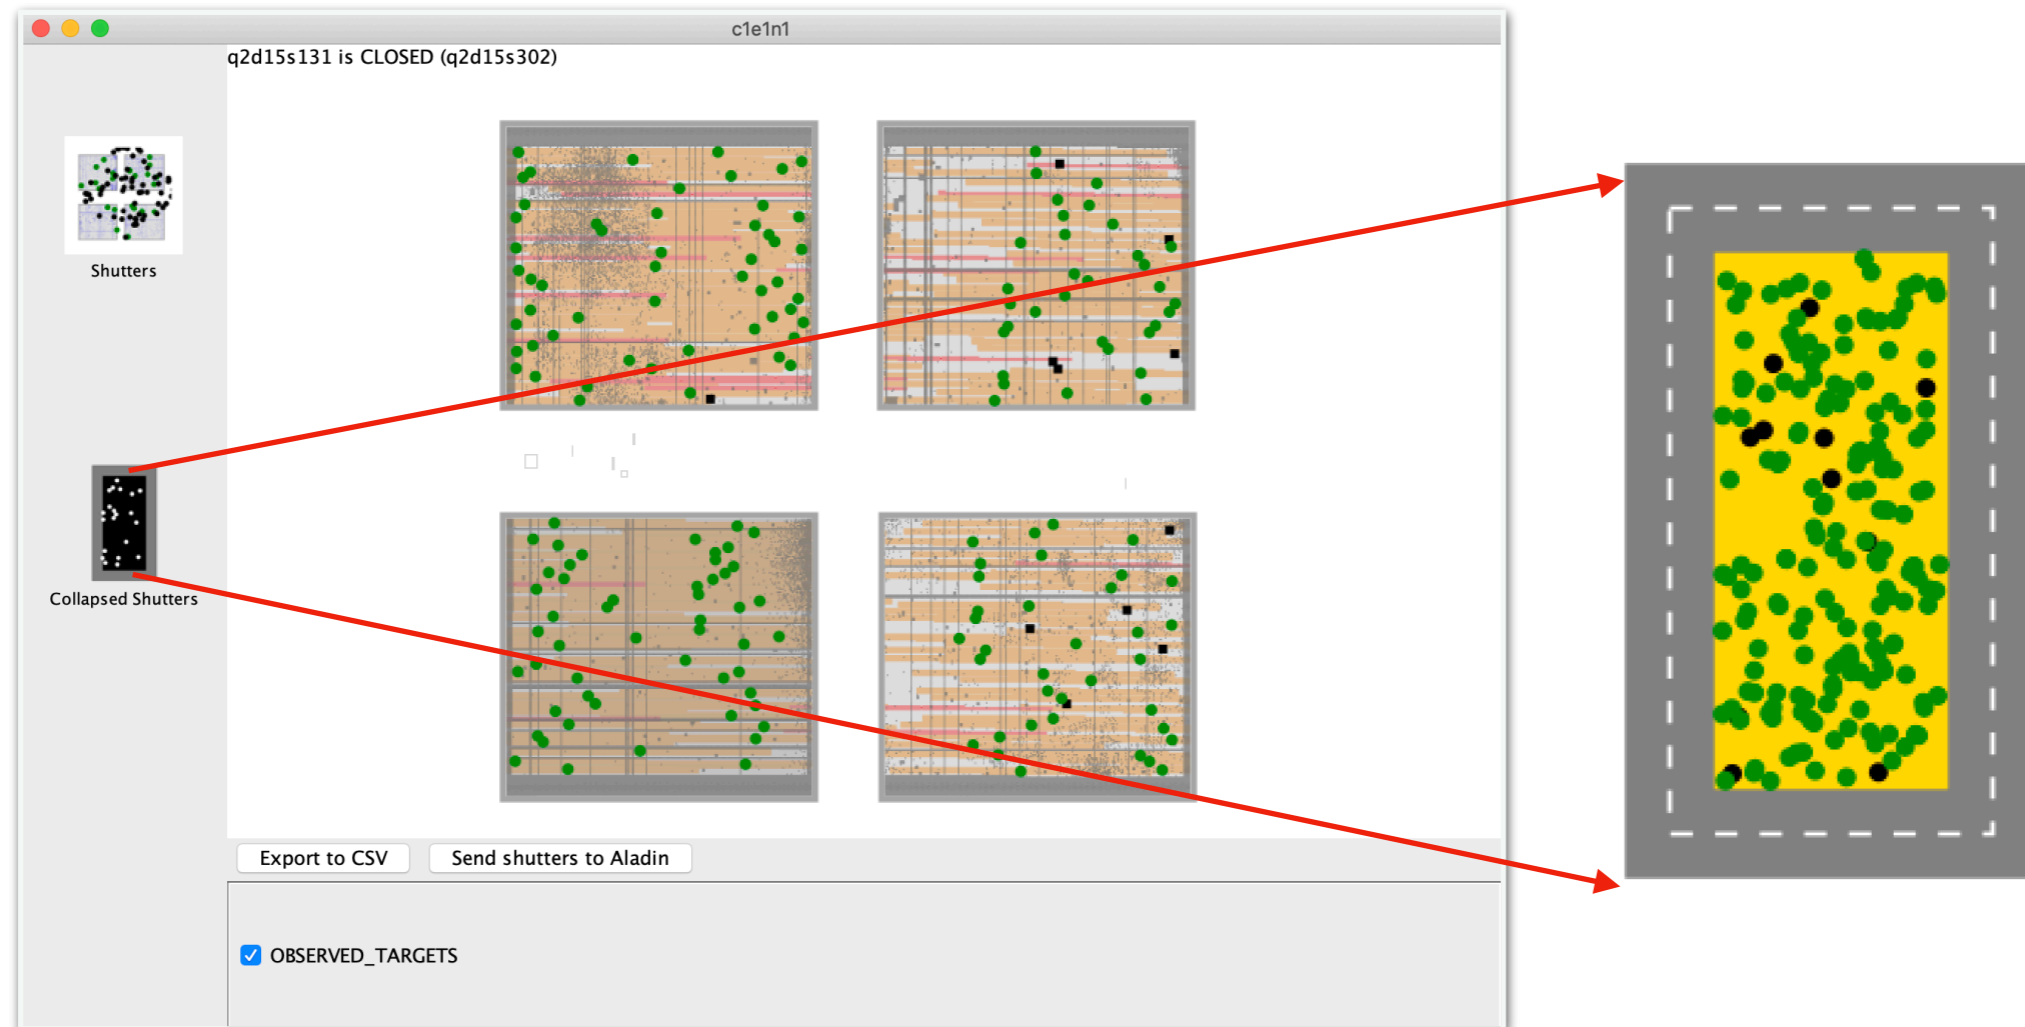 c1e1n1
q2d15s131 is CLOSED (q2d15s302)
Shutters
Collapsed Shutters
Export to CSV
Send shutters to Aladin
OBSERVED_TARGETS